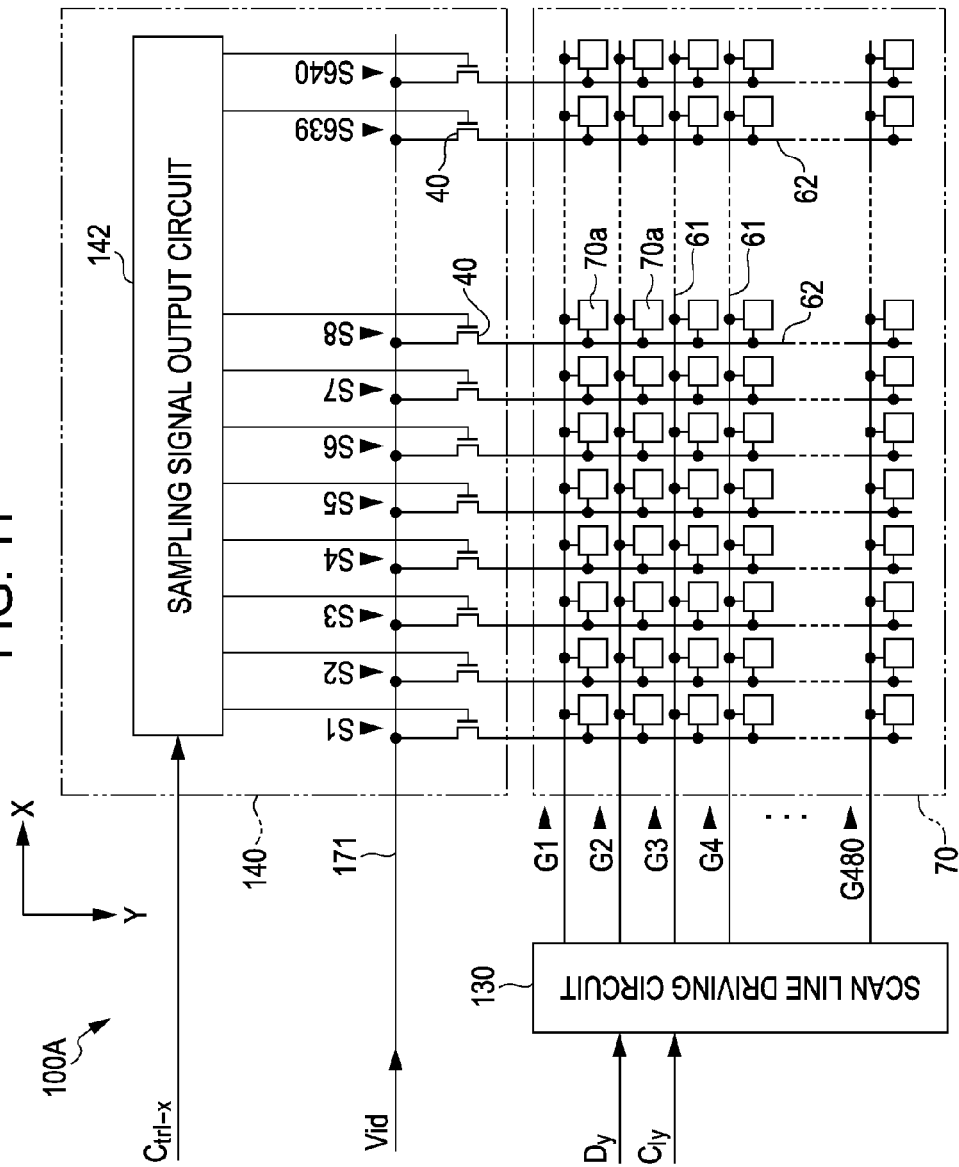 100A
X
Y
142
SAMPLING SIGNAL OUTPUT CIRCUIT
Ctrl-x
140
S1
S2
S3
S4
S5
S6
S7
S8
S639
S640
Vid
171
40
40
130
SCAN LINE DRIVING CIRCUIT
Dy
Cly
G1
G2
G3
G4
...
G480
70a
70a
61
61
62
62
70